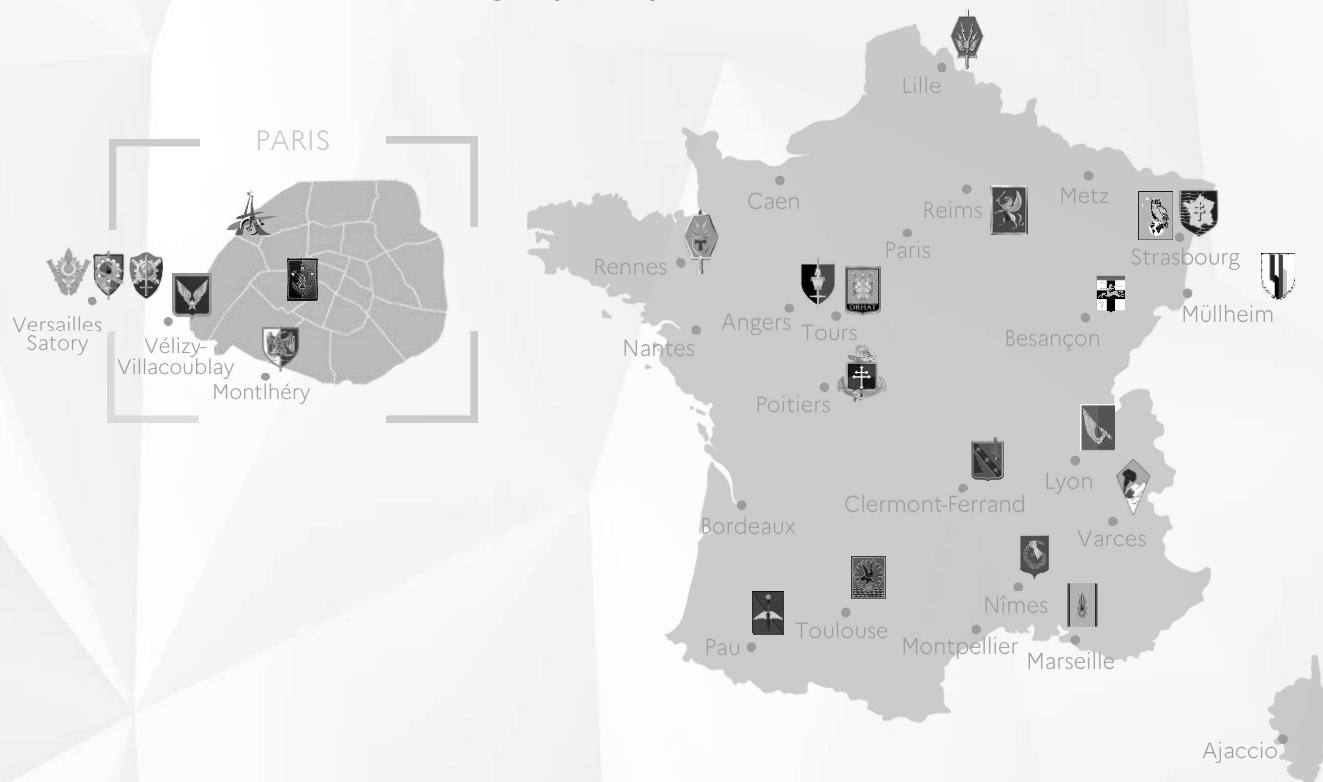 PARIS
Versailles
Satory
Vélizy-
Villacoublay
Montlhéry
Lille
Caen
Reims
Metz
Paris
Strasbourg
Rennes
Angers
Tours
DRHAT
Nantes
Besançon
Müllheim
Poitiers
Lyon
Clermont-Ferrand
Bordeaux
Varces
Nîmes
Toulouse
Pau
Montpellier
Marseille
Ajaccio
T